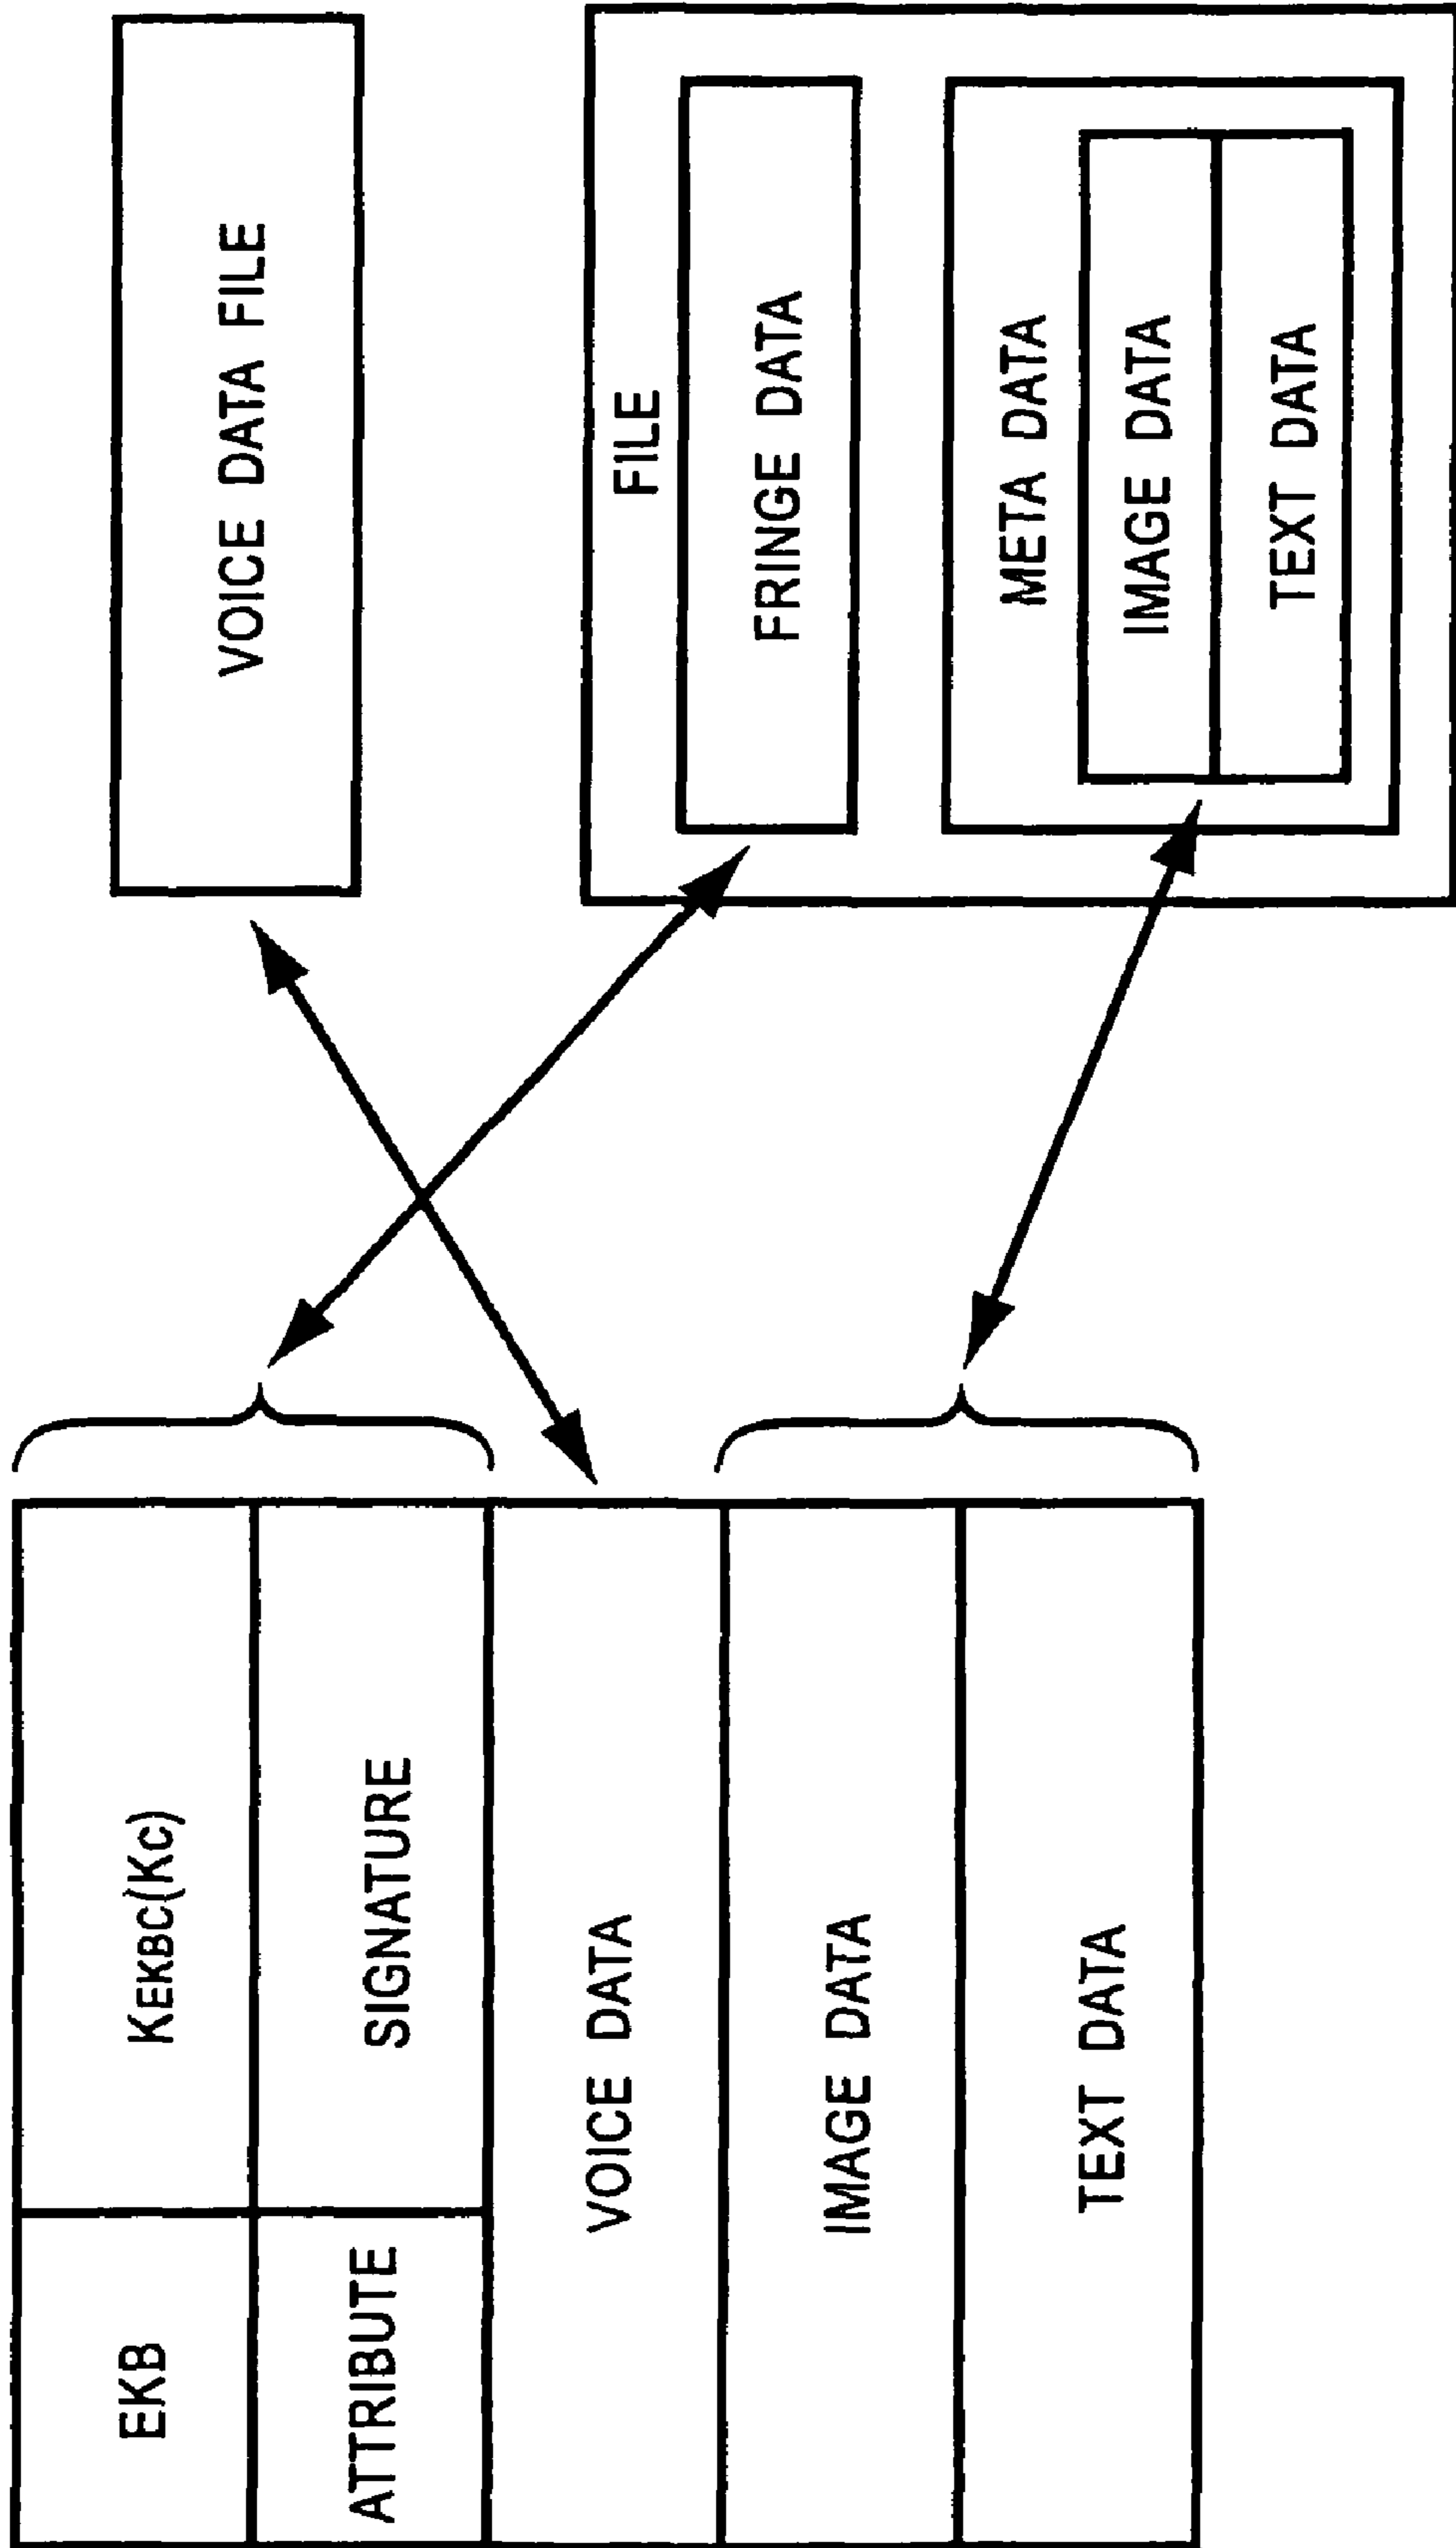 EKB
KEKBC(Kc)
ATTRIBUTE
SIGNATURE
VOICE DATA
IMAGE DATA
TEXT DATA
VOICE DATA FILE
FILE
FRINGE DATA
META DATA
IMAGE DATA
TEXT DATA